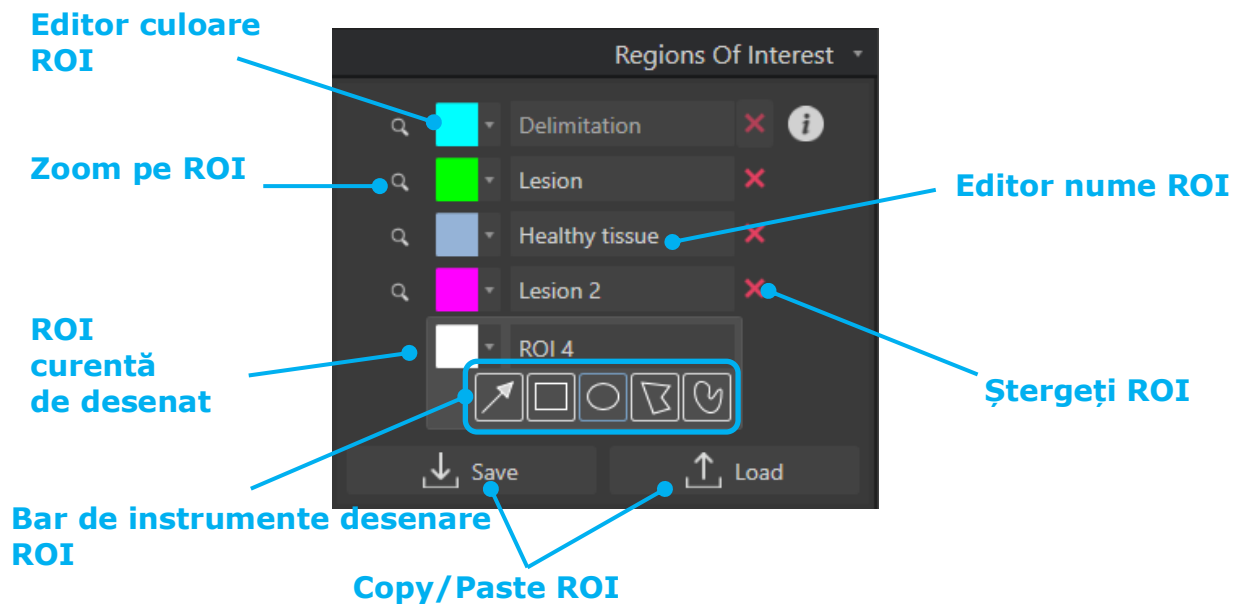 Editor culoare
ROI
Regions Of Interest
Delimitation
i
Zoom pe ROI
Lesion
Editor nume ROI
Healthy tissue
Lesion 2
ROI
curentă
de desenat
ROI 4
Ștergeți ROI
Save
Load
Bar de instrumente desenare
ROI
Copy/Paste ROI